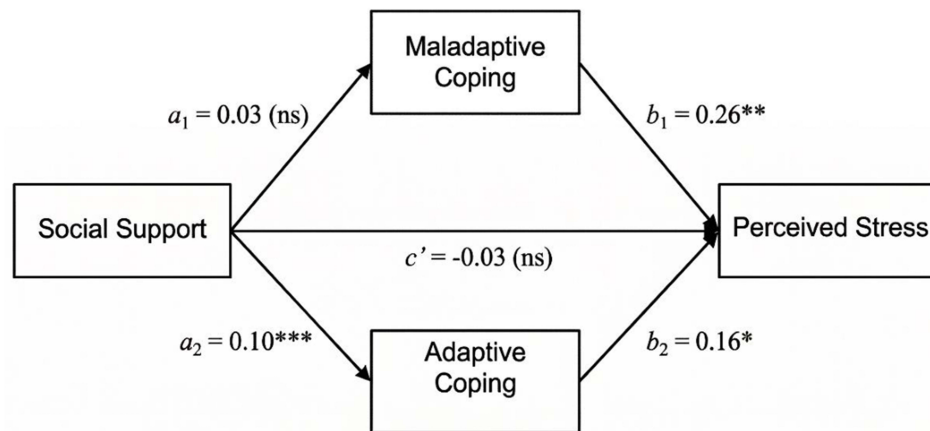 Maladaptive
Coping
a₁ = 0.03 (ns)
b₁ = 0.26**
Social Support
Perceived Stress
c’ = -0.03 (ns)
a₂ = 0.10***
b₂ = 0.16*
Adaptive
Coping